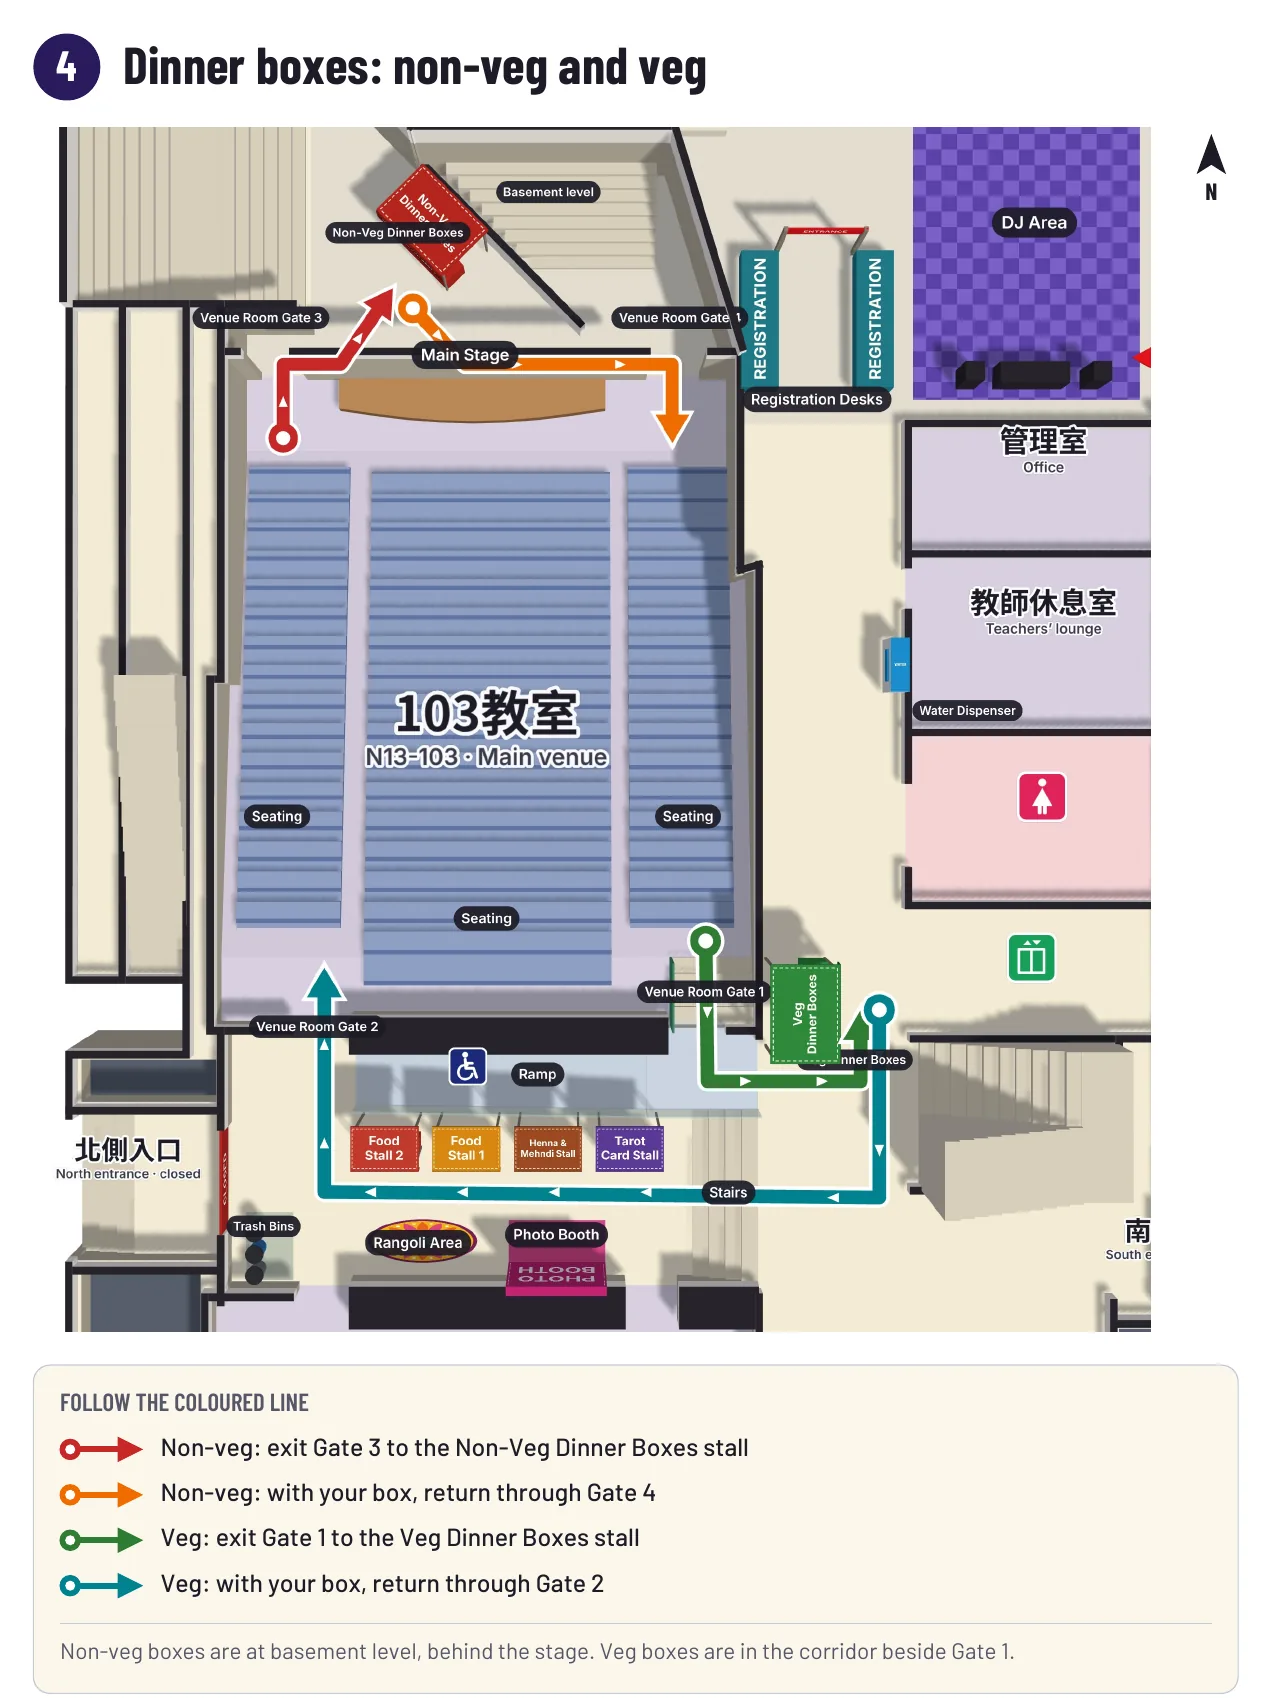 4
Dinner boxes: non-veg and veg
N
Basement level
DJ Area
Non-Veg Dinner Boxes
ENTRANCE
REGISTRATION
REGISTRATION
Venue Room Gate 3
Venue Room Gate 4
Main Stage
Registration Desks
管理室
Office
教師休息室
Teachers' lounge
Water Dispenser
103教室
N13-103 · Main venue
Seating
Seating
Seating
Venue Room Gate 1
Veg
Dinner Boxes
Dinner Boxes
Venue Room Gate 2
Ramp
Food
Stall 2
Food
Stall 1
Henna &
Mehndi Stall
Tarot
Card Stall
北側入口
North entrance · closed
CLOSED
Stairs
Trash Bins
Rangoli Area
Photo Booth
PHOTO
BOOTH
南
South e
FOLLOW THE COLOURED LINE
Non-veg: exit Gate 3 to the Non-Veg Dinner Boxes stall
Non-veg: with your box, return through Gate 4
Veg: exit Gate 1 to the Veg Dinner Boxes stall
Veg: with your box, return through Gate 2
Non-veg boxes are at basement level, behind the stage. Veg boxes are in the corridor beside Gate 1.